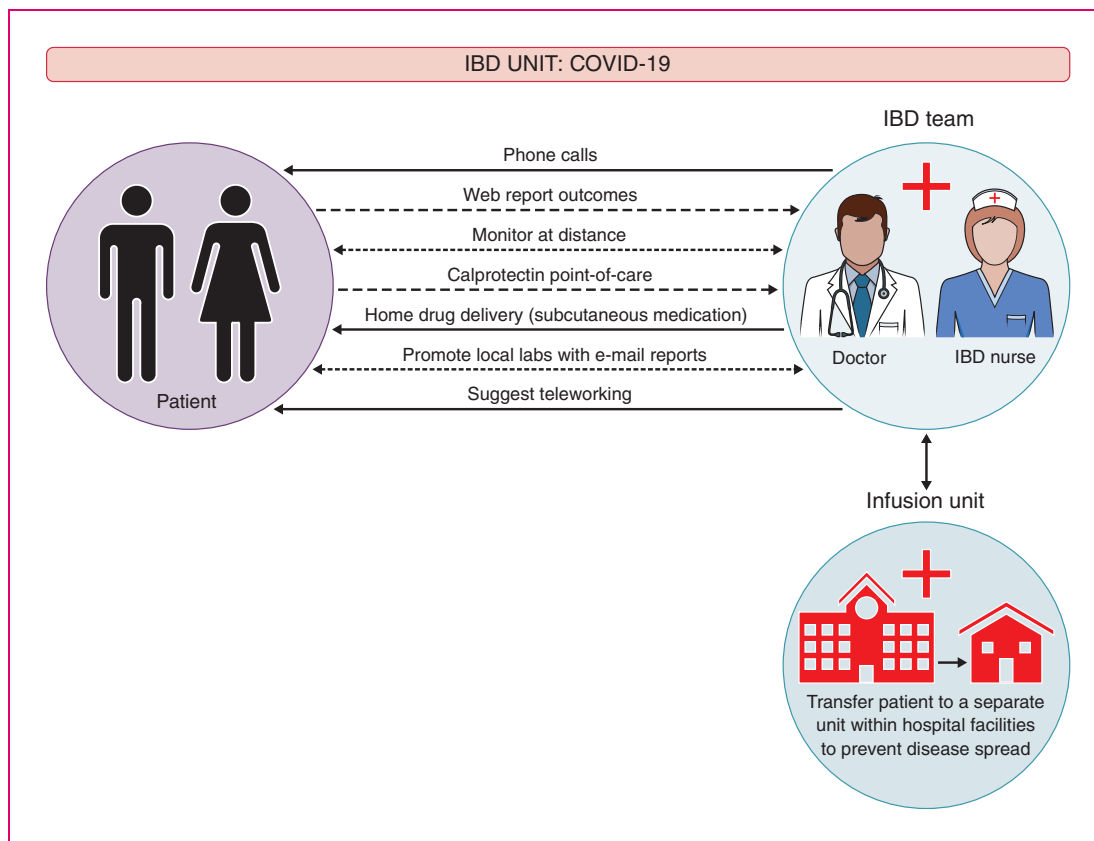 IBD UNIT: COVID-19
IBD team
Phone calls
Web report outcomes
Monitor at distance
Calprotectin point-of-care
Home drug delivery (subcutaneous medication)
Promote local labs with e-mail reports
Suggest teleworking
Patient
Doctor
IBD nurse
Infusion unit
Transfer patient to a separate
unit within hospital facilities
to prevent disease spread